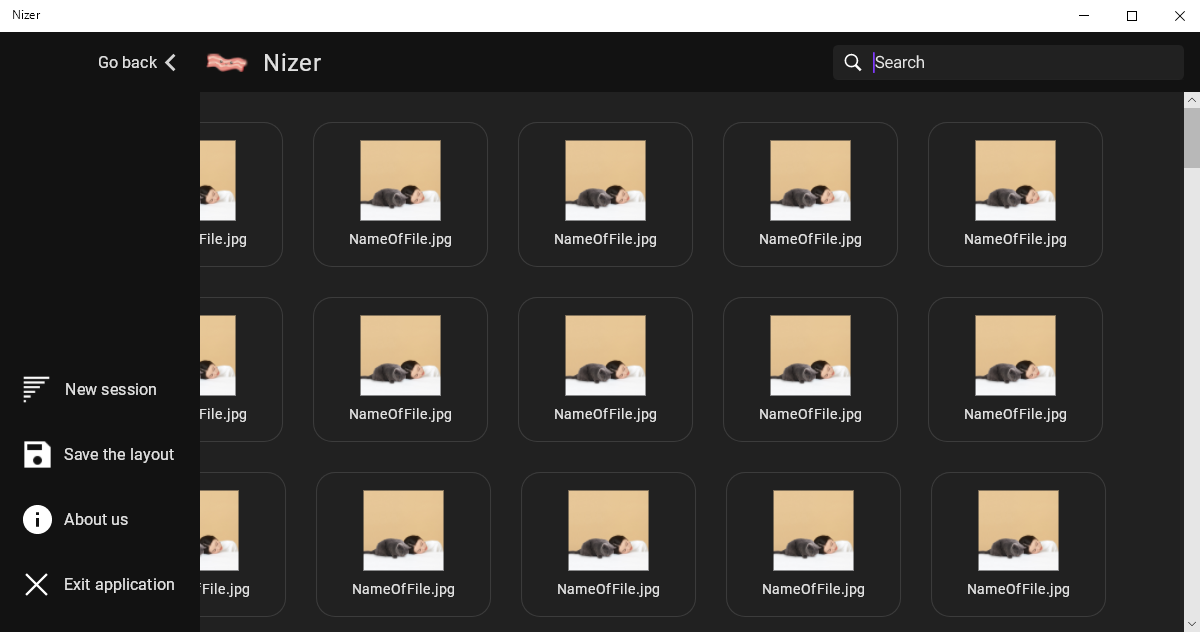 Nizer
Go back
Nizer
Search
File.jpg
NameOfFile.jpg
NameOfFile.jpg
NameOfFile.jpg
NameOfFile.jpg
File.jpg
NameOfFile.jpg
NameOfFile.jpg
NameOfFile.jpg
NameOfFile.jpg
File.jpg
NameOfFile.jpg
NameOfFile.jpg
NameOfFile.jpg
NameOfFile.jpg
New session
Save the layout
About us
Exit application